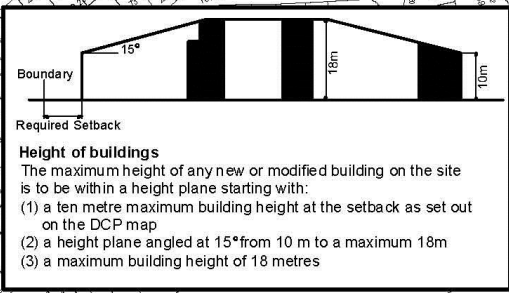 15°
18m
10m
Boundary
Required Setback
Height of buildings
The maximum height of any new or modified building on the site
is to be within a height plane starting with:
(1) a ten metre maximum building height at the setback as set out
on the DCP map
(2) a height plane angled at 15°from 10 m to a maximum 18m
(3) a maximum building height of 18 metres